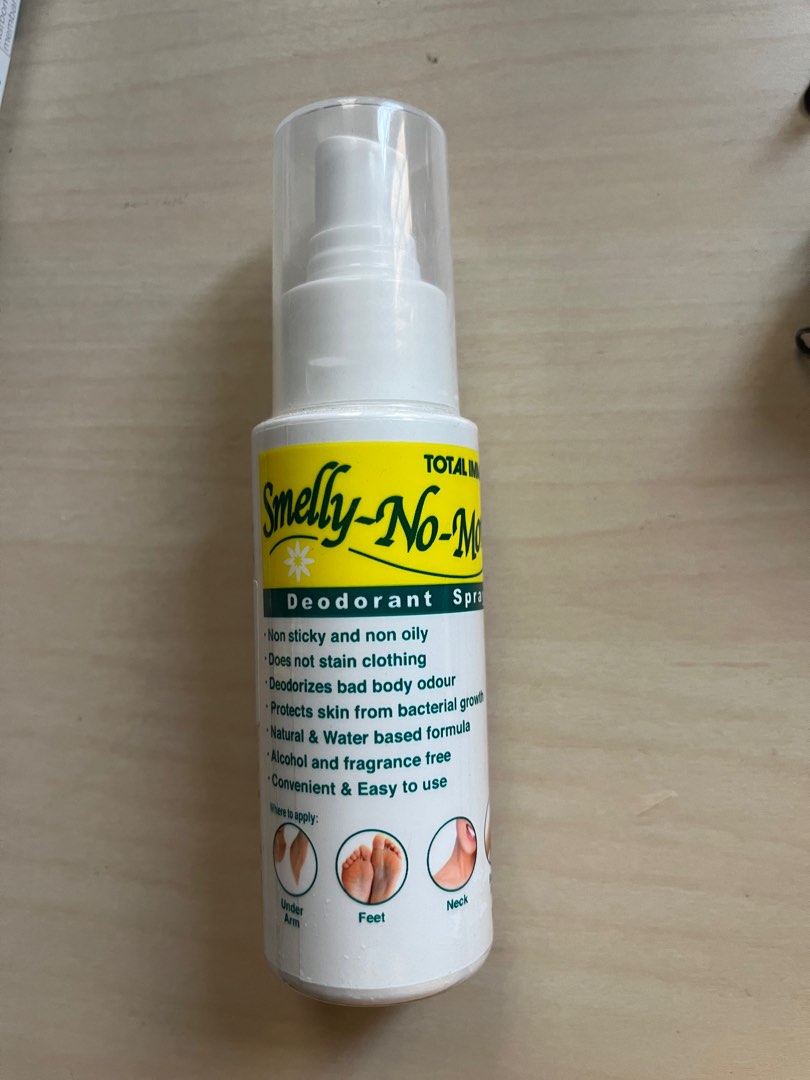 TOTAL
Smelly-No-Mo
Deodorant Spra
· Non sticky and non oily
· Does not stain clothing
· Deodorizes bad body odour
· Protects skin from bacterial growth
· Natural & Water based formula
· Alcohol and fragrance free
· Convenient & Easy to use
Where to apply:
Under
Arm
Feet
Neck